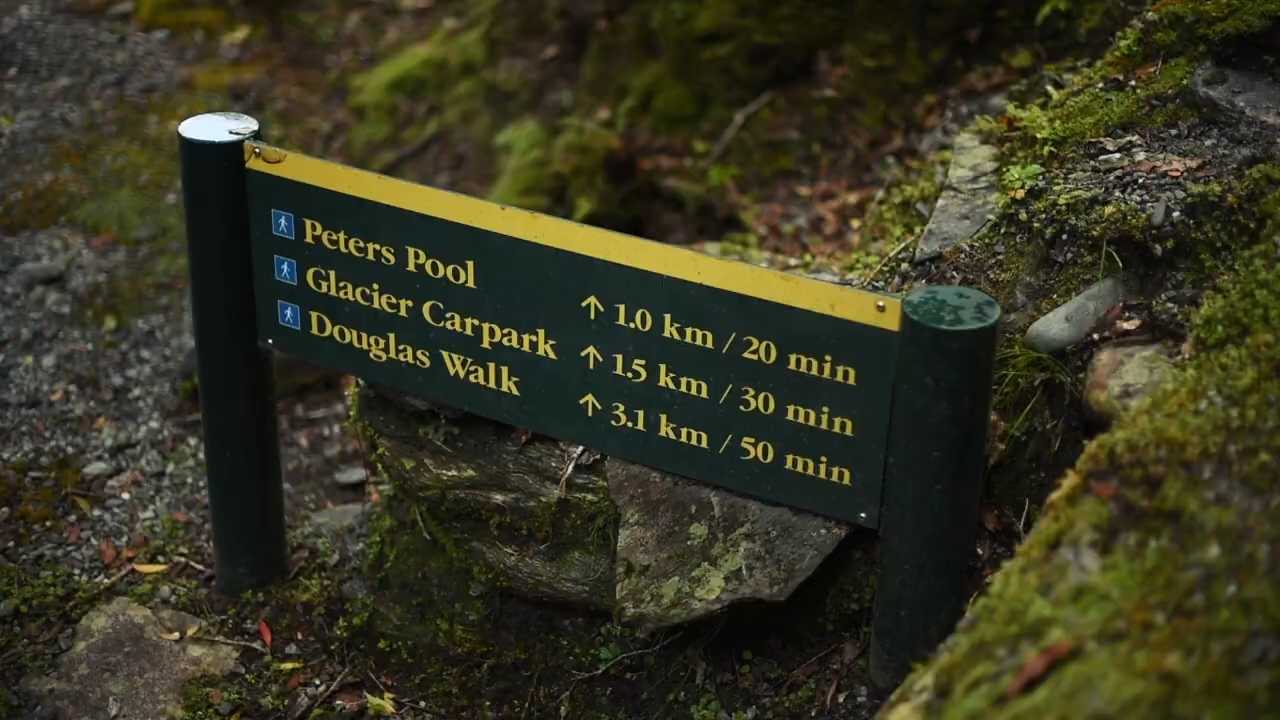 Peters Pool ↑ 1.0 km / 20 min
Glacier Carpark ↑ 1.5 km / 30 min
Douglas Walk ↑ 3.1 km / 50 min